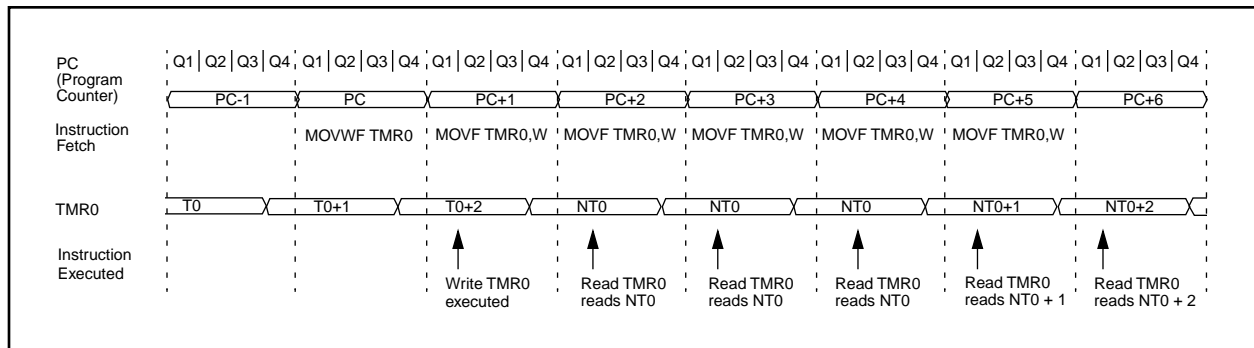 PC
(Program
Counter)
Q1 Q2 Q3 Q4 Q1 Q2 Q3 Q4 Q1 Q2 Q3 Q4 Q1 Q2 Q3 Q4 Q1 Q2 Q3 Q4 Q1 Q2 Q3 Q4 Q1 Q2 Q3 Q4 Q1 Q2 Q3 Q4
PC-1 PC PC+1 PC+2 PC+3 PC+4 PC+5 PC+6
Instruction
Fetch
MOVWF TMR0 MOVF TMR0,W MOVF TMR0,W MOVF TMR0,W MOVF TMR0,W MOVF TMR0,W
TMR0
T0 T0+1 T0+2 NT0 NT0 NT0 NT0+1 NT0+2
Instruction
Executed
Write TMR0
executed
Read TMR0
reads NT0
Read TMR0
reads NT0
Read TMR0
reads NT0
Read TMR0
reads NT0 + 1
Read TMR0
reads NT0 + 2